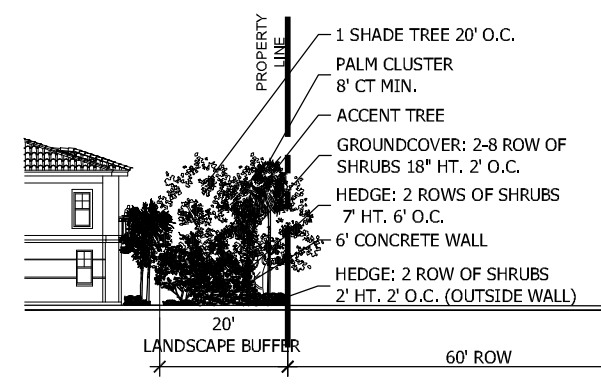 PROPERTY
LINE
1 SHADE TREE 20' O.C.
PALM CLUSTER
8' CT MIN.
ACCENT TREE
GROUNDCOVER: 2-8 ROW OF
SHRUBS 18" HT. 2' O.C.
HEDGE: 2 ROWS OF SHRUBS
7' HT. 6' O.C.
6' CONCRETE WALL
HEDGE: 2 ROW OF SHRUBS
2' HT. 2' O.C. (OUTSIDE WALL)
20'
LANDSCAPE BUFFER
60' ROW